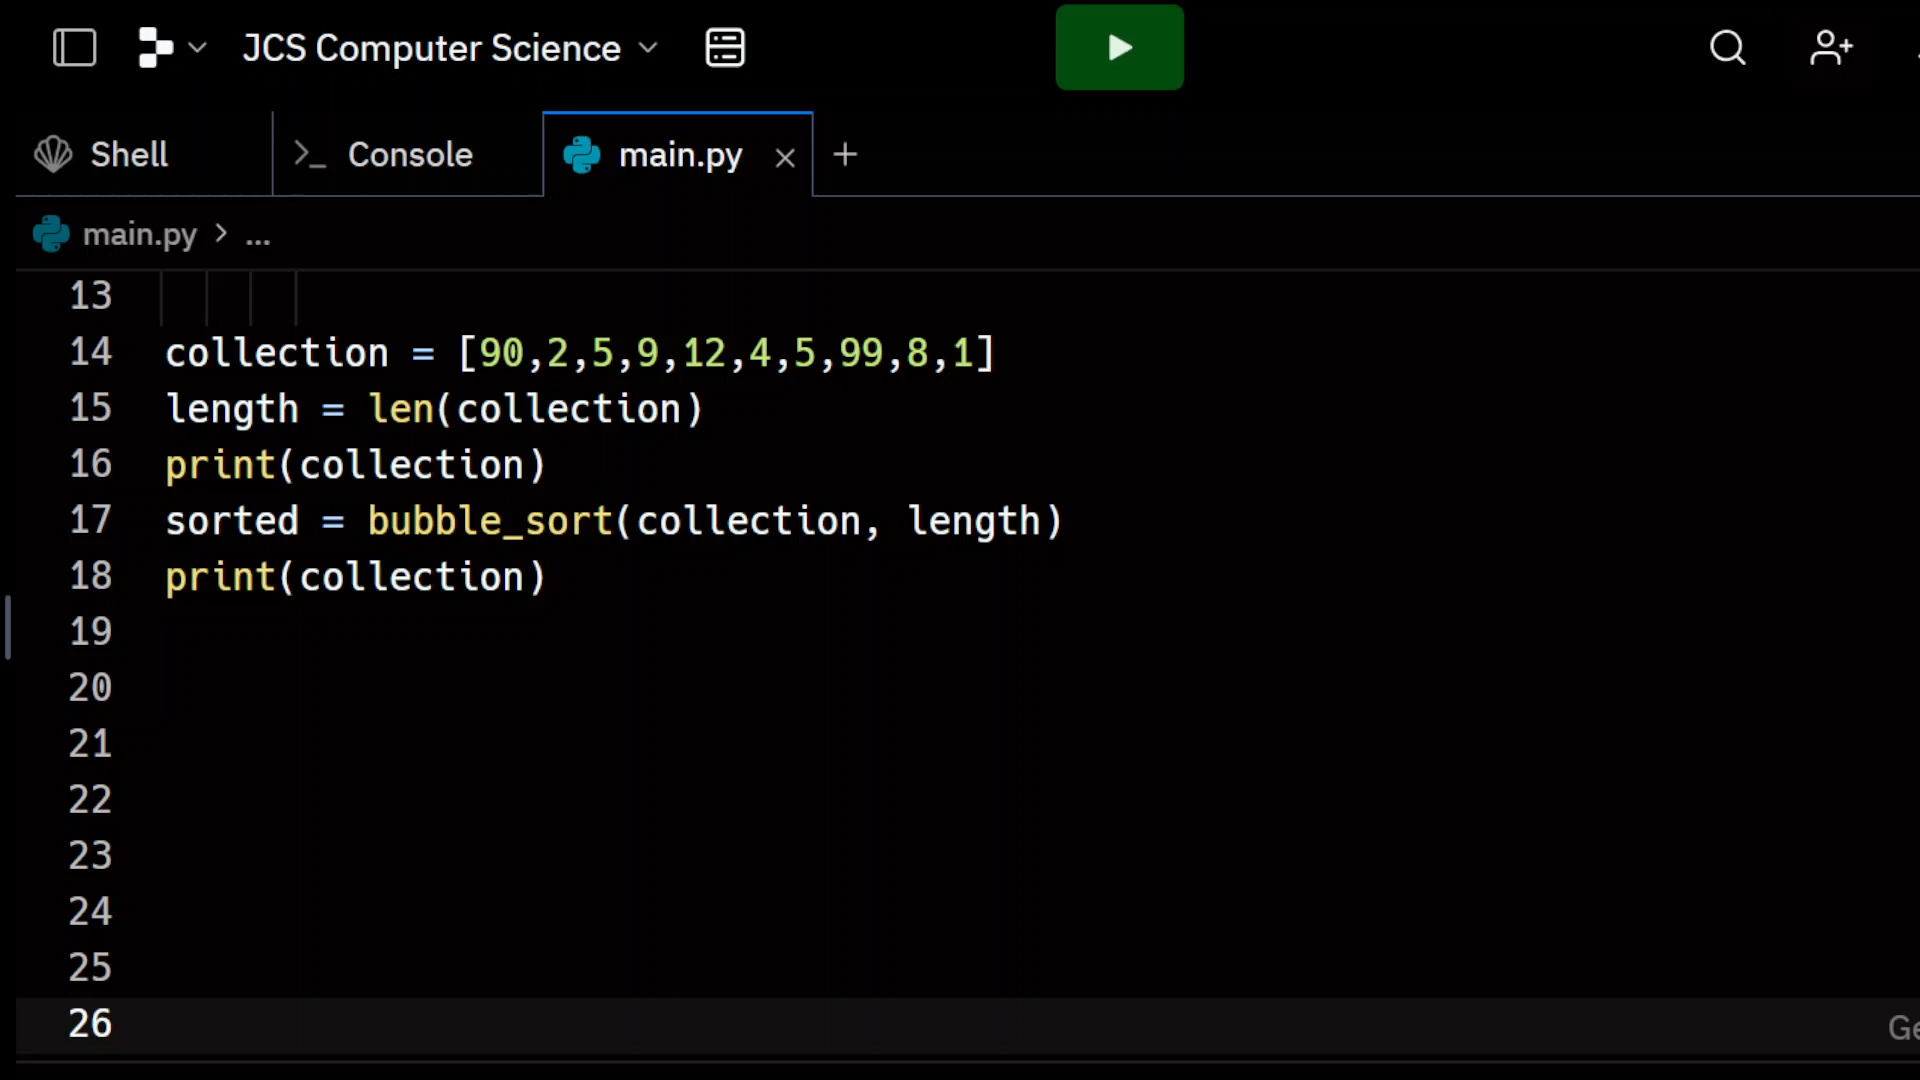 JCS Computer Science
Shell
Console
main.py
main.py > ...
13
14 collection = [90,2,5,9,12,4,5,99,8,1]
15 length = len(collection)
16 print(collection)
17 sorted = bubble_sort(collection, length)
18 print(collection)
19
20
21
22
23
24
25
26